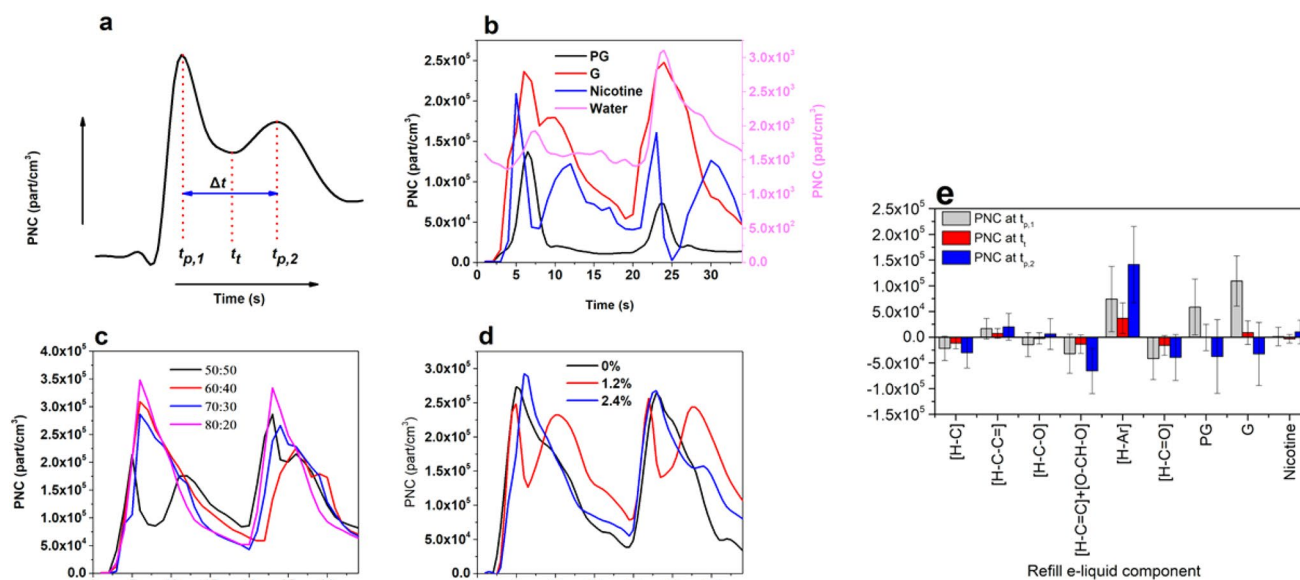 a
PNC (part/cm³)
Δt
tp,1
tt
tp,2
Time (s)
b
PG
G
Nicotine
Water
2.5x10⁵
2.0x10⁵
1.5x10⁵
1.0x10⁵
5.0x10⁴
0.0
PNC (part/cm³)
3.0x10³
2.5x10³
2.0x10³
1.5x10³
1.0x10³
5.0x10²
0.0
PNC (part/cm³)
0 5 10 15 20 25 30
Time (s)
c
50:50
60:40
70:30
80:20
4.0x10⁵
3.5x10⁵
3.0x10⁵
2.5x10⁵
2.0x10⁵
1.5x10⁵
1.0x10⁵
5.0x10⁴
0.0
PNC (part/cm³)
d
0%
1.2%
2.4%
3.0x10⁵
2.5x10⁵
2.0x10⁵
1.5x10⁵
1.0x10⁵
5.0x10⁴
0.0
PNC (part/cm³)
e
PNC at tp,1
PNC at tt
PNC at tp,2
2.5x10⁵
2.0x10⁵
1.5x10⁵
1.0x10⁵
5.0x10⁴
0.0
-5.0x10⁴
-1.0x10⁵
-1.5x10⁵
[H-C]
[H-C-C=]
[H-C-O]
[H-C=C]+[O-CH-O]
[H-Ar]
[H-C=O]
PG
G
Nicotine
Refill e-liquid component